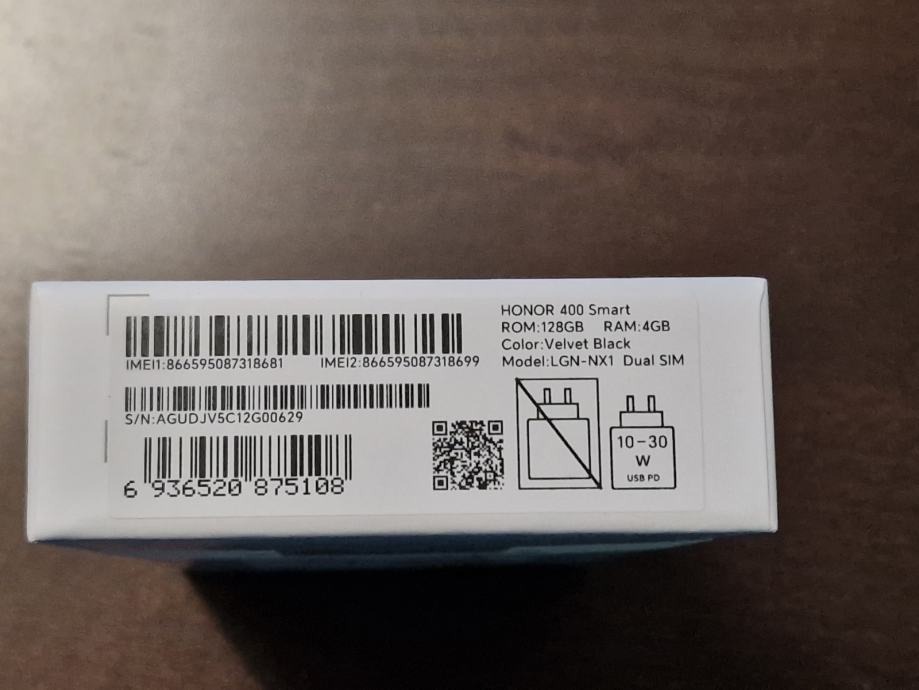 HONOR 400 Smart
ROM:128GB RAM:4GB
Color:Velvet Black
Model:LGN-NX1 Dual SIM
IMEI1:866595087318681 IMEI2:866595087318699
S/N:AGUDJV5C12G00629
6 936520 875108
10-30
W
USB PD